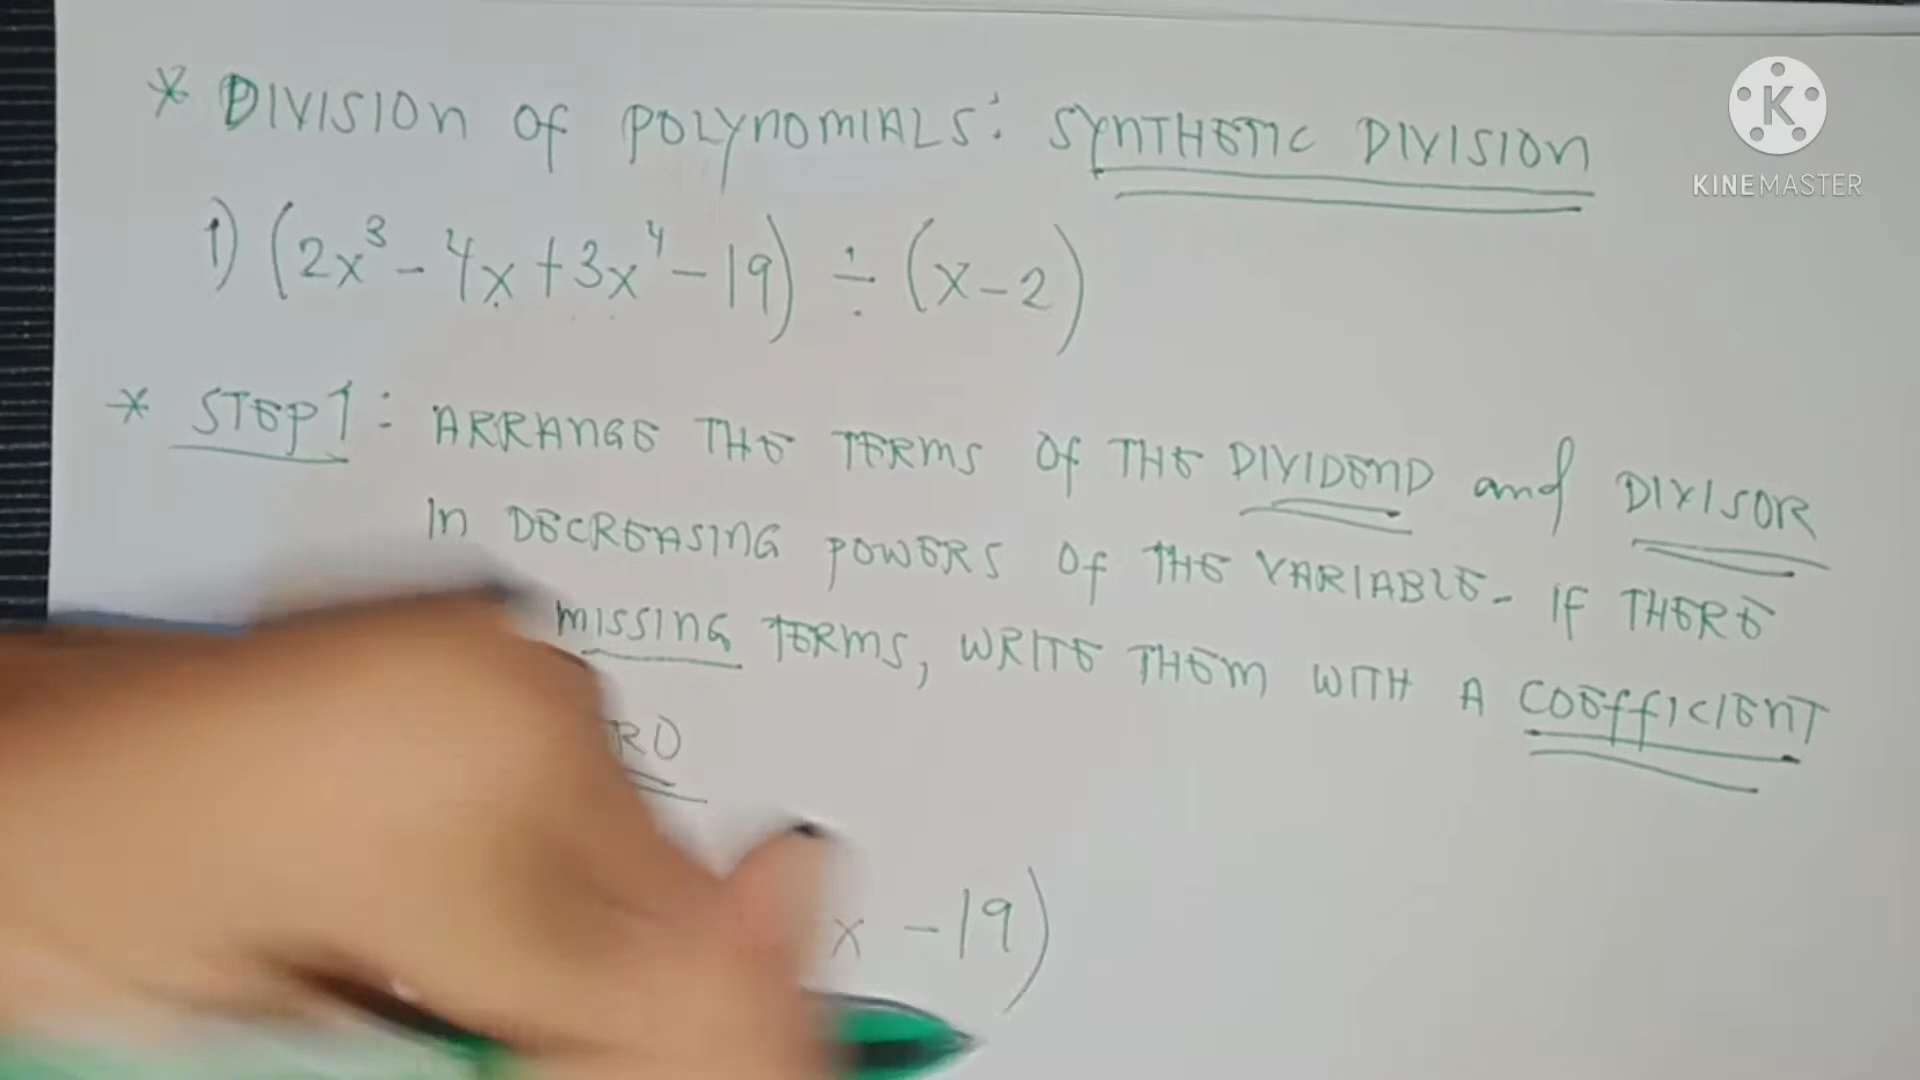 * DIVISION OF POLYNOMIALS: SYNTHETIC DIVISION
1) (2x³ - 4x + 3x⁴ - 19) ÷ (x - 2)
* STEP 1: ARRANGE THE TERMS OF THE DIVIDEND and DIVISOR
IN DECREASING POWERS OF THE VARIABLE. IF THERE
MISSING TERMS, WRITE THEM WITH A COEFFICIENT
RO
x - 19)
KINEMASTER